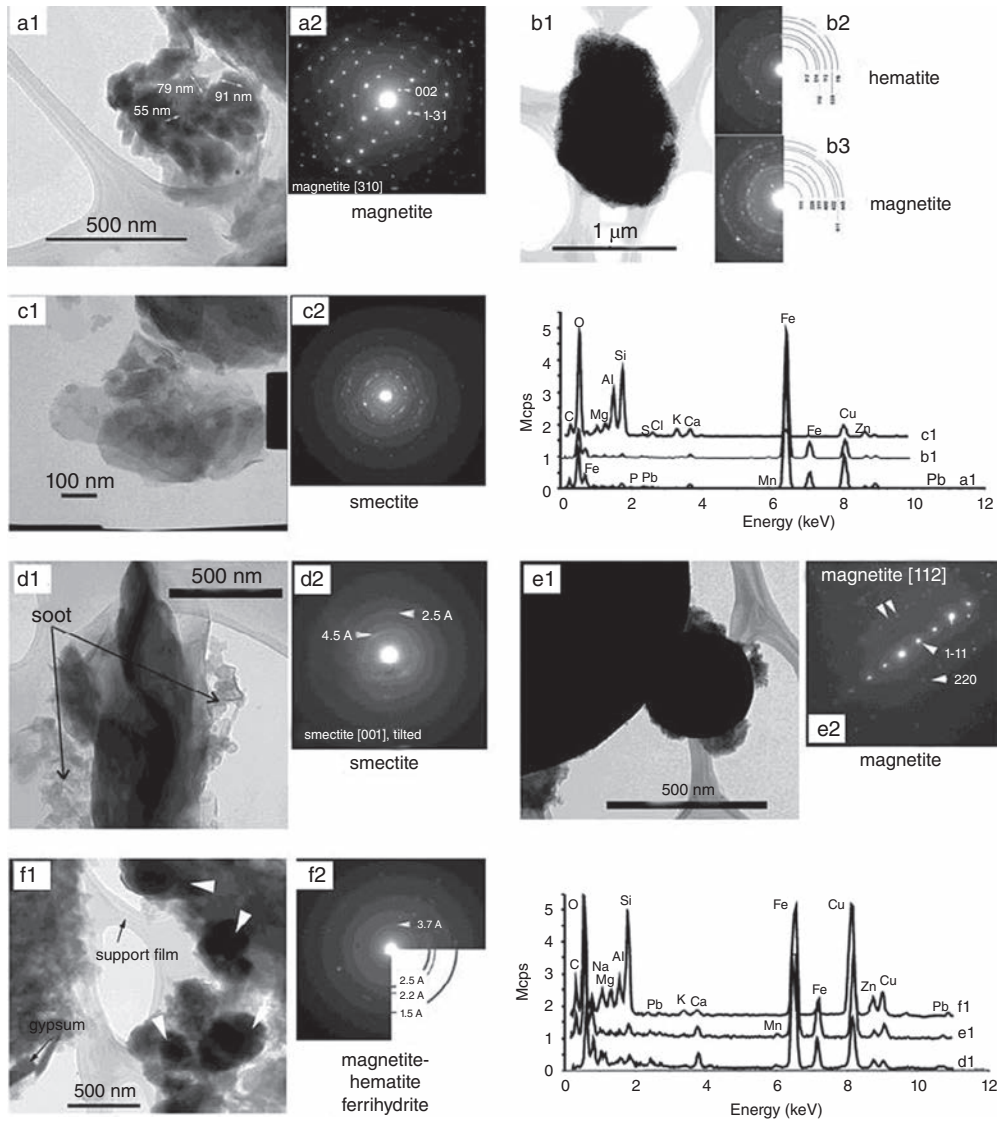 a1
79 nm
91 nm
55 nm
500 nm
a2
002
1-31
magnetite [310]
magnetite
b1
1 µm
b2
hematite
b3
magnetite
c1
100 nm
c2
smectite
Mcps
5
4
3
2
1
0
O
Fe
Si
Al
C
Mg
S
Cl
K
Ca
Cu
Fe
Zn
c1
b1
Fe
P
Pb
Mn
Pb
a1
0
2
4
6
8
10
12
Energy (keV)
d1
500 nm
soot
d2
2.5 A
4.5 A
smectite [001], tilted
smectite
e1
500 nm
magnetite [112]
1-11
220
e2
magnetite
f1
support film
gypsum
500 nm
f2
3.7 A
2.5 A
2.2 A
1.5 A
magnetite-
hematite
ferrihydrite
Mcps
5
4
3
2
1
0
O
Si
Fe
Cu
C
Na
Mg
Al
Pb
K
Ca
Fe
Zn
Cu
Pb
f1
Mn
e1
d1
0
2
4
6
8
10
12
Energy (keV)